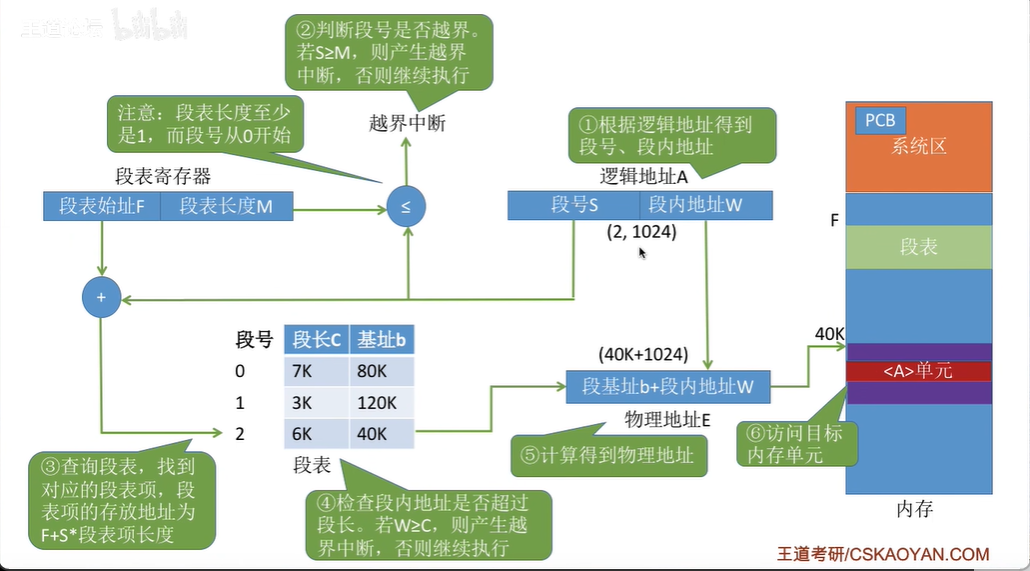 王道考研 bilibili
②判断段号是否越界。
若S≥M，则产生越界
中断，否则继续执行
注意：段表长度至少
是1，而段号从0开始
越界中断
①根据逻辑地址得到
段号、段内地址
PCB
系统区
段表寄存器
逻辑地址A
段表始址F 段表长度M
≤
段号S 段内地址W
(2, 1024)
F
段表
+
段号 段长C 基址b
0 7K 80K
1 3K 120K
2 6K 40K
段表
(40K+1024)
40K
段基址b+段内地址W
<A>单元
物理地址E
⑤计算得到物理地址
⑥访问目标
内存单元
③查询段表，找到
对应的段表项，段
表项的存放地址为
F+S*段表项长度
④检查段内地址是否超过
段长。若W≥C，则产生越
界中断，否则继续执行
内存
王道考研/CSKAOYAN.COM